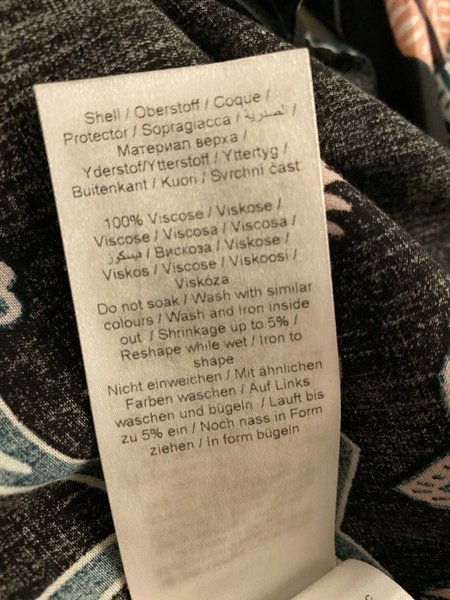 Shell / Oberstoff / Coque /
Protector / Sopragiacca / الصدرية /
Материал верха /
Yderstof/Ytterstoff / Yttertyg /
Buitenkant / Kuori / Svrchni část
100% Viscose / Viskose /
Viscose / Viscosa / Viscosa /
فيسكوز / Вискоза / Viskose /
Viskos / Viscose / Viskoosi /
Viskóza
Do not soak / Wash with similar
colours / Wash and Iron inside
out / Shrinkage up to 5% /
Reshape while wet / Iron to
shape
Nicht einweichen / Mit ähnlichen
Farben waschen / Auf Links
waschen und bügeln / Lauft bis
zu 5% ein / Noch nass in Form
ziehen / In form bügeln